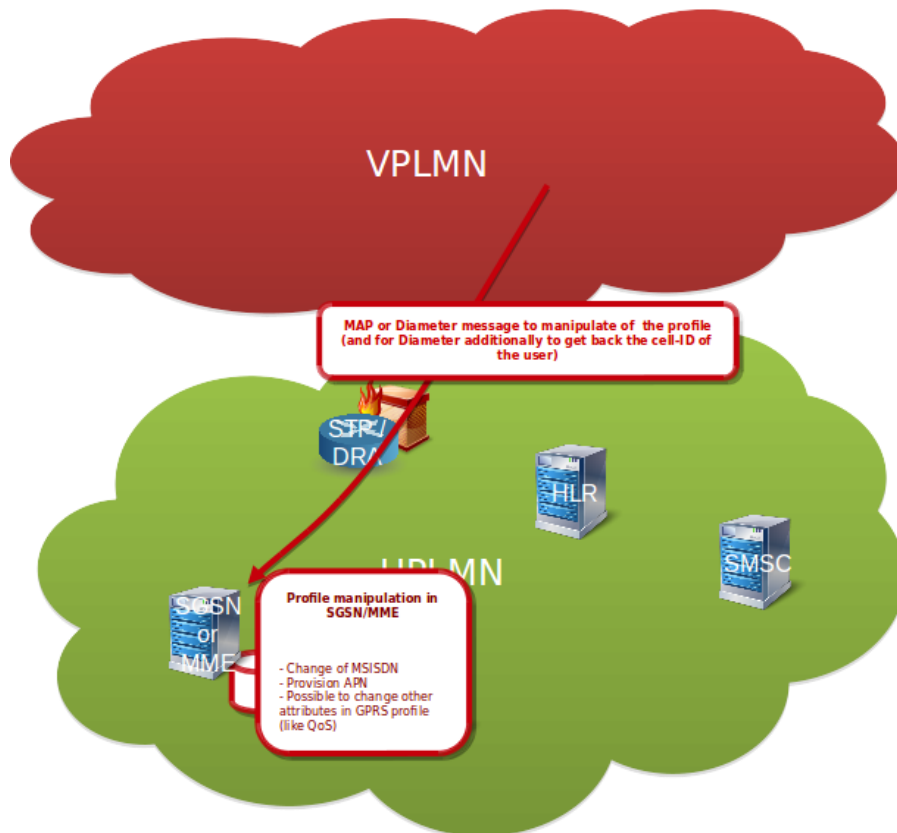 VPLMN
MAP or Diameter message to manipulate of the profile
(and for Diameter additionally to get back the cell-ID of
the user)
STP /
DRA
HLR
SMSC
HPLMN
SGSN
or
MME
Profile manipulation in
SGSN/MME
- Change of MSISDN
- Provision APN
- Possible to change other
attributes in GPRS profile
(like QoS)